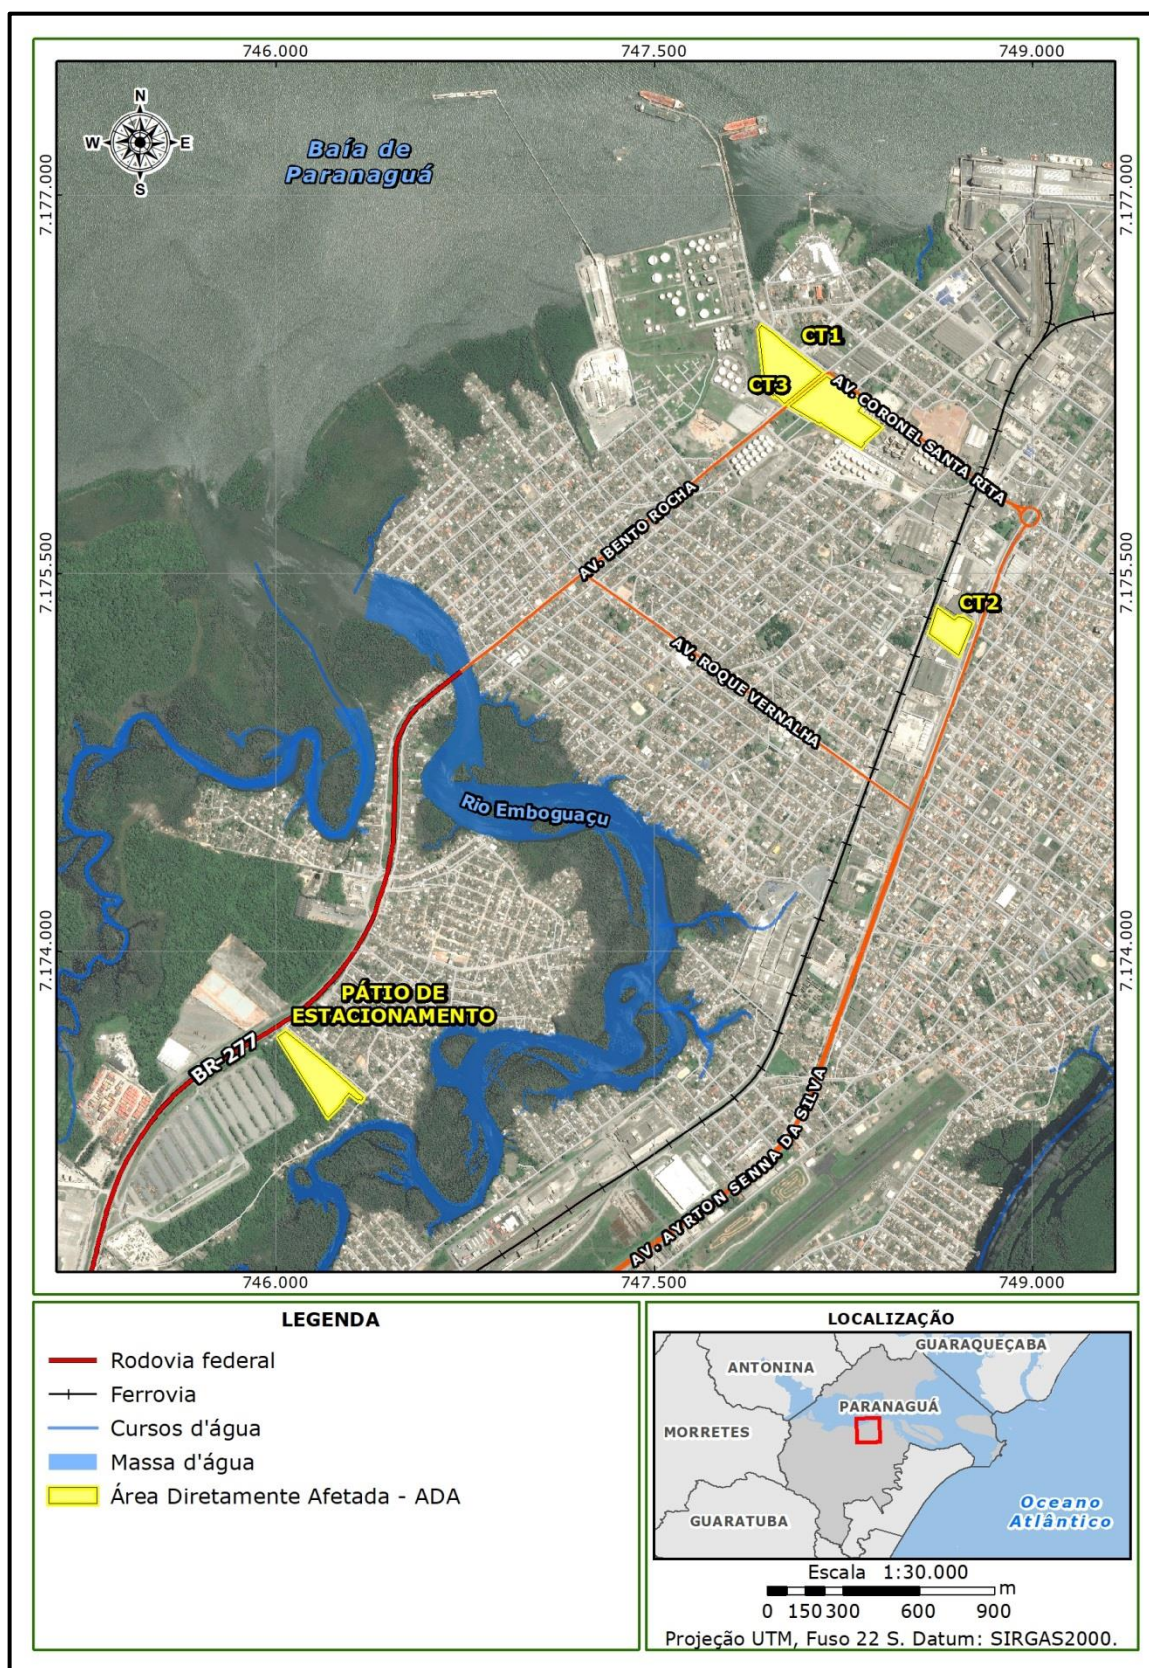 746.000 747.500 749.000
N
W E
S
Baía de
Paranaguá
7.177.000 7.177.000
CT1
CT3
AV. CORONEL SANTA RITA
AV. BENTO ROCHA
7.175.500 7.175.500
CT2
AV. ROQUE VERNALHA
Rio Emboguaçu
7.174.000 7.174.000
PÁTIO DE
ESTACIONAMENTO
BR-277
AV. AYRTON SENNA DA SILVA
746.000 747.500 749.000
LEGENDA
Rodovia federal
Ferrovia
Cursos d'água
Massa d'água
Área Diretamente Afetada - ADA
LOCALIZAÇÃO
GUARAQUEÇABA
ANTONINA
PARANAGUÁ
MORRETES
Oceano
Atlântico
GUARATUBA
Escala 1:30.000
m
0 150 300 600 900
Projeção UTM, Fuso 22 S. Datum: SIRGAS2000.